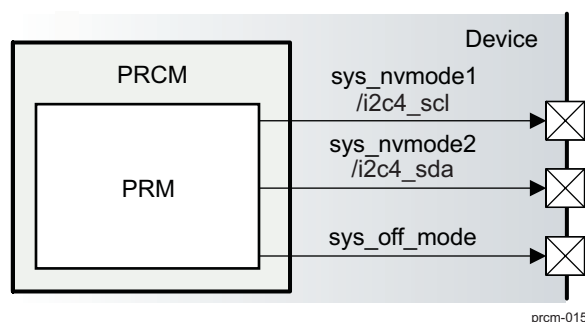 Device
PRCM
sys_nvmode1
/i2c4_scl
sys_nvmode2
/i2c4_sda
PRM
sys_off_mode
prcm-015